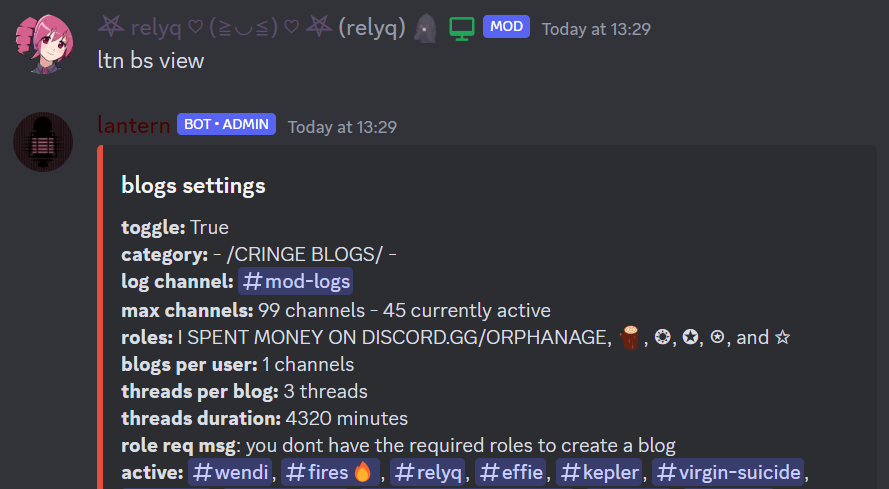 ⛧ relyq ♡ (≧◡≦) ♡ ⛧ (relyq) MOD Today at 13:29
ltn bs view
lantern BOT • ADMIN Today at 13:29
blogs settings
toggle: True
category: - /CRINGE BLOGS/ -
log channel: #mod-logs
max channels: 99 channels - 45 currently active
roles: I SPENT MONEY ON DISCORD.GG/ORPHANAGE, 🪵, ❂, ✪, ⍟, and ☆
blogs per user: 1 channels
threads per blog: 3 threads
threads duration: 4320 minutes
role req msg: you dont have the required roles to create a blog
active: #wendi, #fires🔥, #relyq, #effie, #kepler, #virgin-suicide,